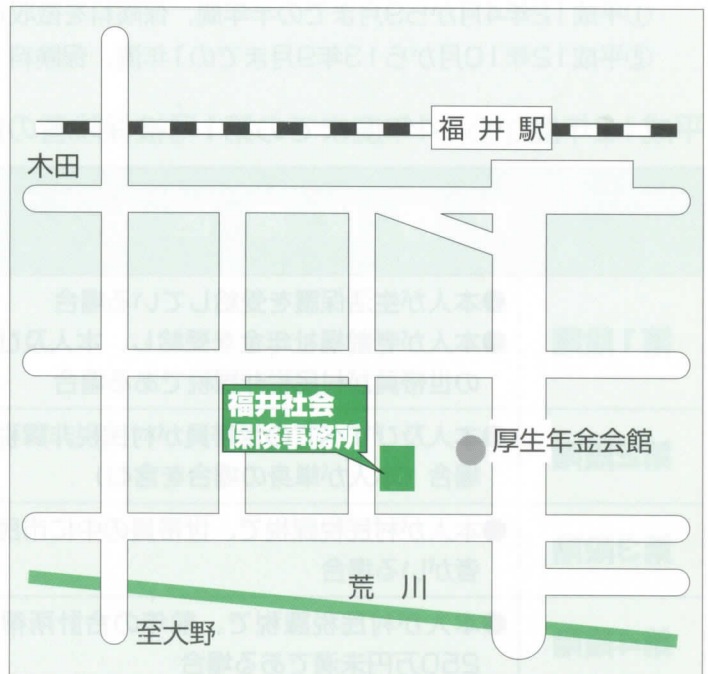 福井駅
木田
福井社会
保険事務所
厚生年金会館
荒川
至大野